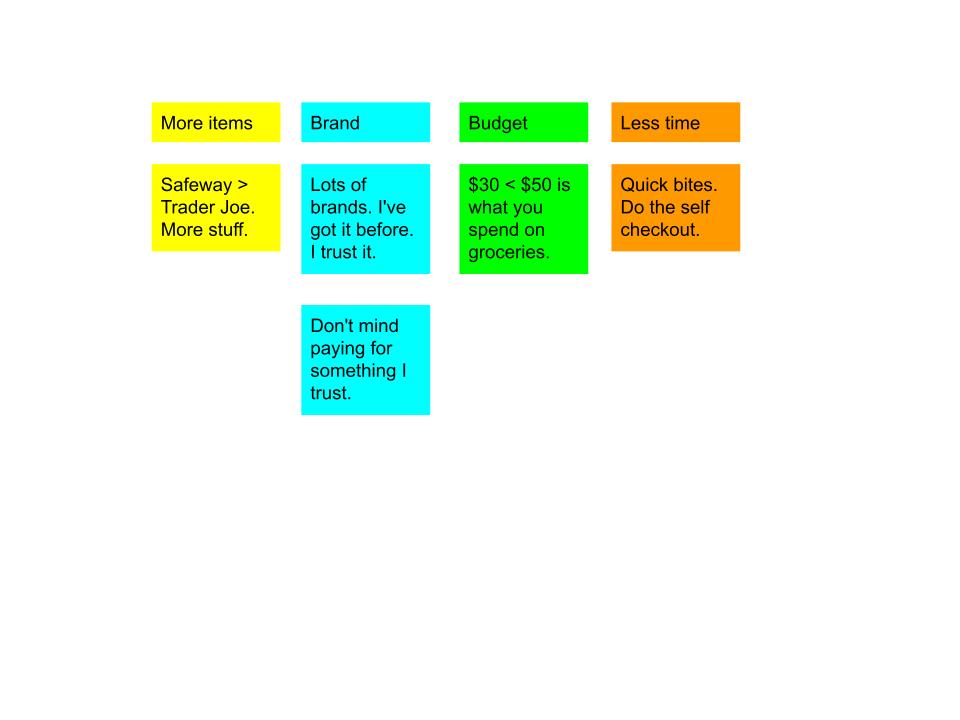 More items
Brand
Budget
Less time
Safeway >
Trader Joe.
More stuff.
Lots of
brands. I've
got it before.
I trust it.
$30 < $50 is
what you
spend on
groceries.
Quick bites.
Do the self
checkout.
Don't mind
paying for
something I
trust.